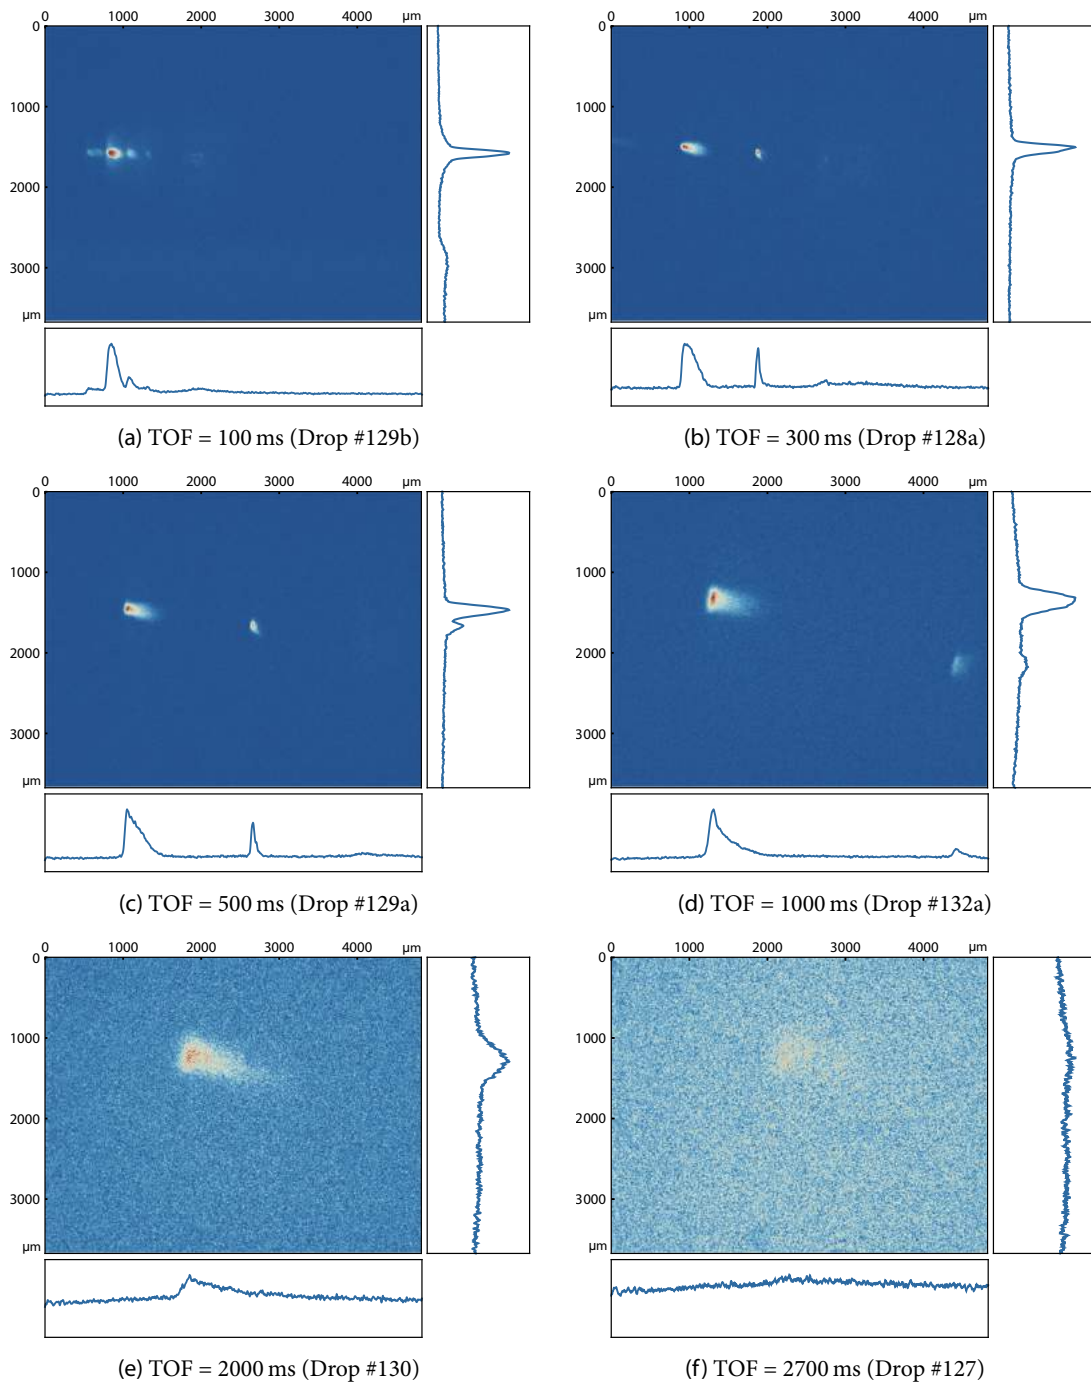 0 1000 2000 3000 4000 µm
0
1000
2000
3000
µm
(a) TOF = 100 ms (Drop #129b)
0 1000 2000 3000 4000 µm
0
1000
2000
3000
µm
(b) TOF = 300 ms (Drop #128a)
0 1000 2000 3000 4000 µm
0
1000
2000
3000
µm
(c) TOF = 500 ms (Drop #129a)
0 1000 2000 3000 4000 µm
0
1000
2000
3000
µm
(d) TOF = 1000 ms (Drop #132a)
0 1000 2000 3000 4000 µm
0
1000
2000
3000
µm
(e) TOF = 2000 ms (Drop #130)
0 1000 2000 3000 4000 µm
0
1000
2000
3000
µm
(f) TOF = 2700 ms (Drop #127)